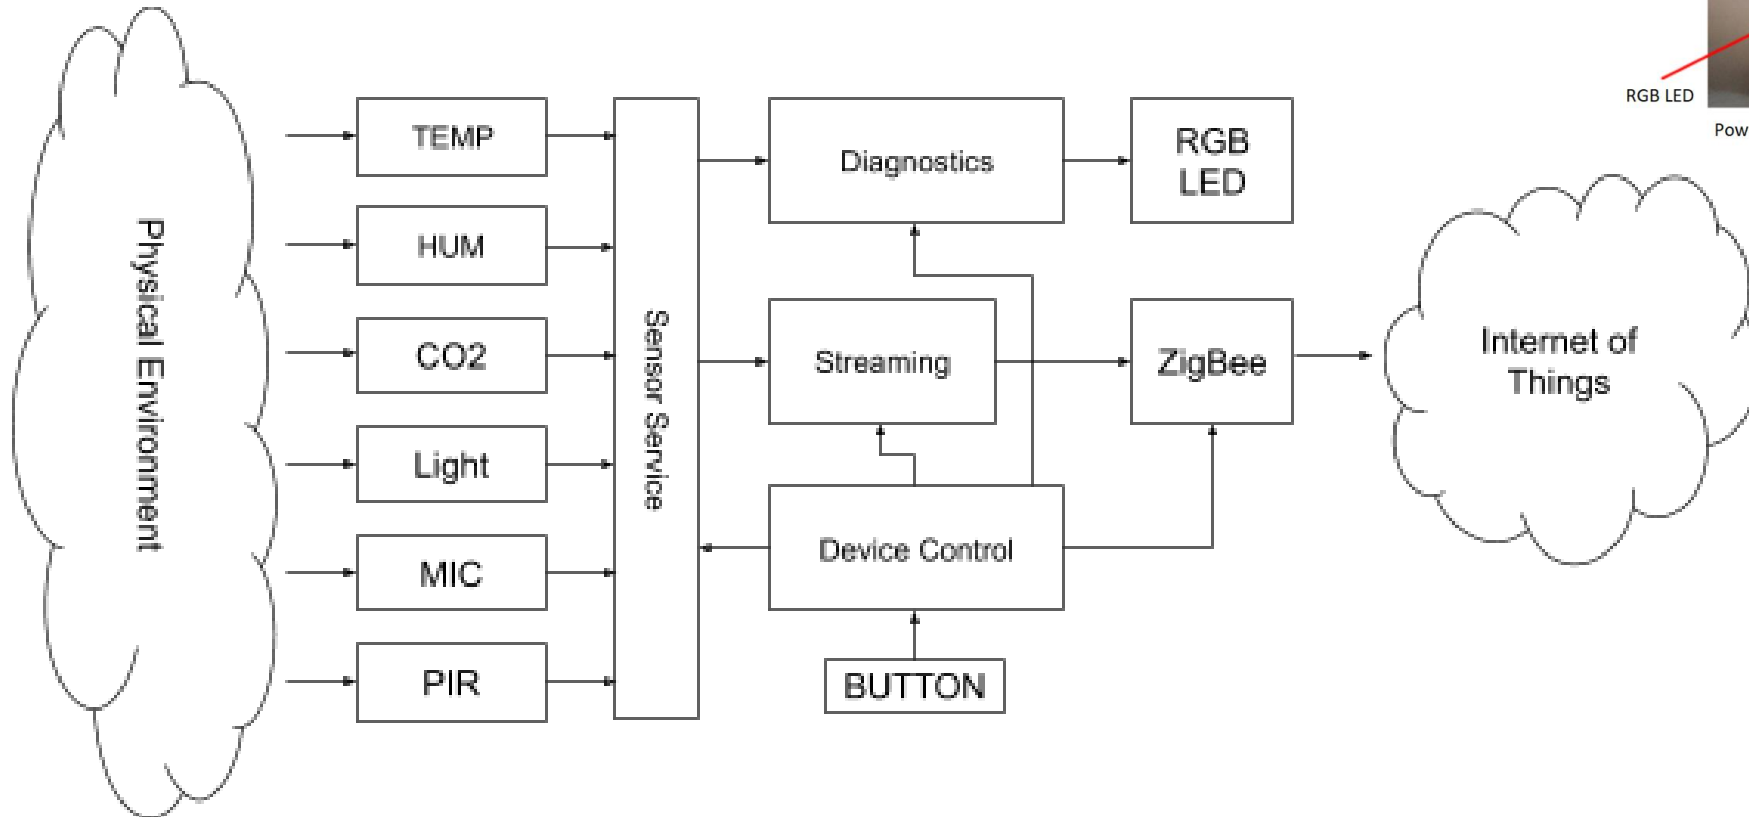 Physical Environment
TEMP
HUM
CO2
Light
MIC
PIR
Sensor Service
Diagnostics
RGB
LED
Streaming
ZigBee
Device Control
BUTTON
Internet of
Things
RGB LED